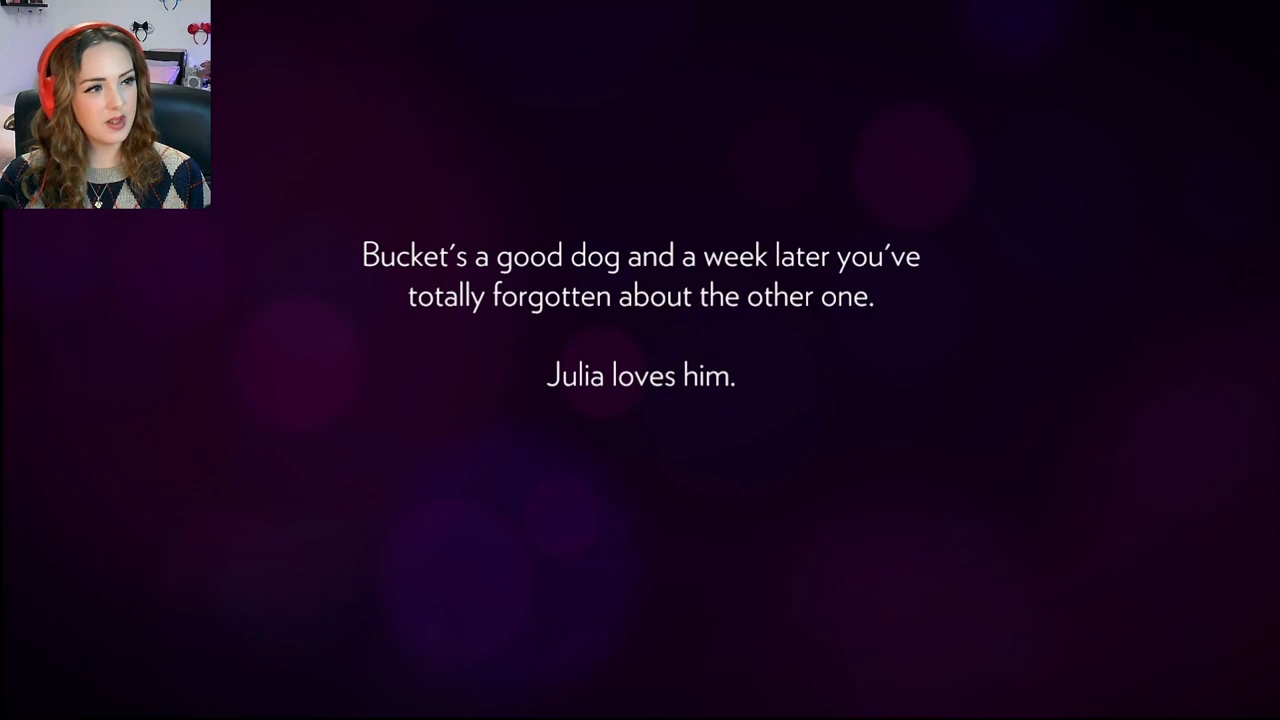 Bucket's a good dog and a week later you've
totally forgotten about the other one.
Julia loves him.